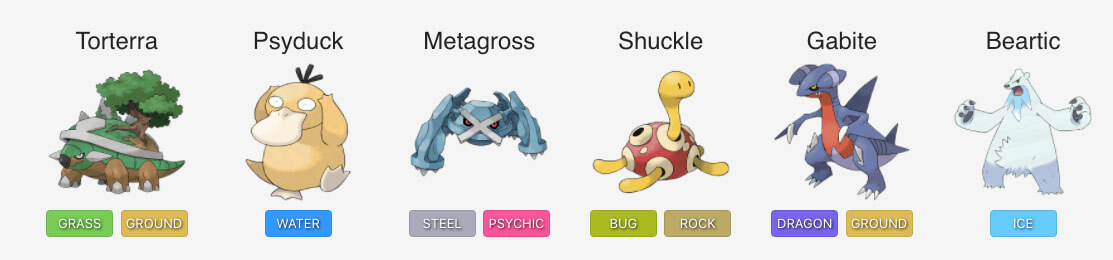 Torterra Psyduck Metagross Shuckle Gabite Beartic
GRASS GROUND WATER STEEL PSYCHIC BUG ROCK DRAGON GROUND ICE